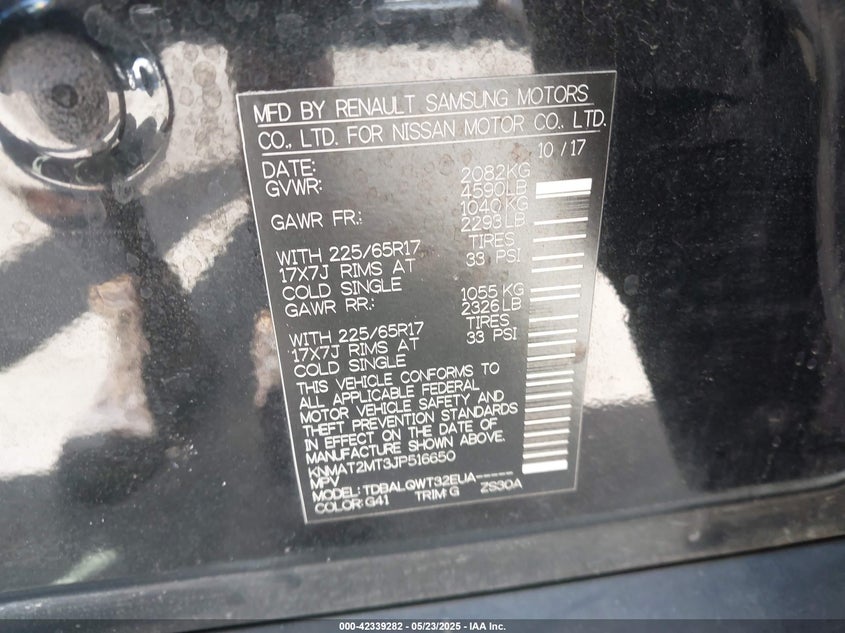 MFD BY RENAULT SAMSUNG MOTORS
CO., LTD. FOR NISSAN MOTOR CO., LTD.
10 / 17
DATE:
GVWR: 2082KG
4590LB
GAWR FR.: 1040 KG
2293LB
WITH 225/65R17 TIRES
17X7J RIMS AT 33 PSI
COLD SINGLE
GAWR RR.: 1055 KG
2326LB
WITH 225/65R17 TIRES
17X7J RIMS AT 33 PSI
COLD SINGLE
THIS VEHICLE CONFORMS TO
ALL APPLICABLE FEDERAL
MOTOR VEHICLE SAFETY AND
THEFT PREVENTION STANDARDS
IN EFFECT ON THE DATE OF
MANUFACTURE SHOWN ABOVE.
KNMAT2MT3JP516650
MPV
MODEL: TDBALQWT32EUA-----
COLOR: G41 TRIM: G ZS30A
000-42339282 - 05/23/2025 - IAA Inc.